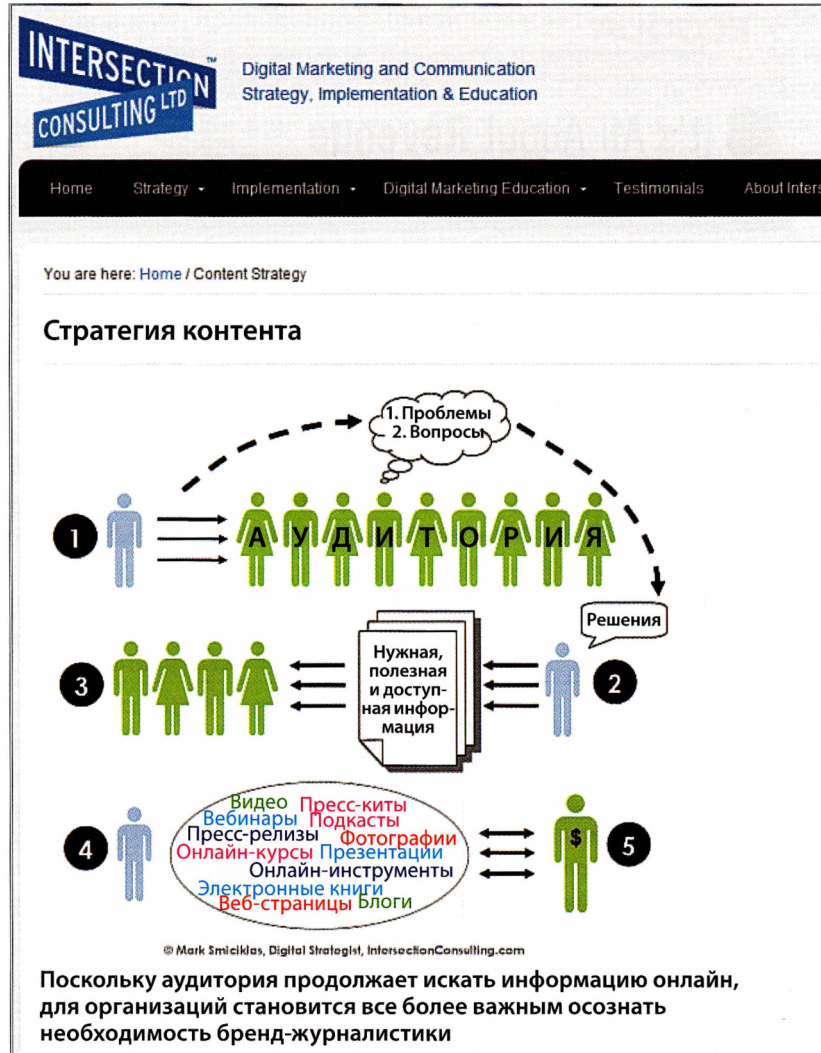 INTERSECTION™
CONSULTING LTD
Digital Marketing and Communication
Strategy, Implementation & Education
Home Strategy Implementation Digital Marketing Education Testimonials About Inters
You are here: Home / Content Strategy
Стратегия контента
1. Проблемы
2. Вопросы
1
АУДИТОРИЯ
Решения
3
Нужная,
полезная
и доступ-
ная инфор-
мация
2
4
Видео Пресс-киты
Вебинары Подкасты
Пресс-релизы Фотографии
Онлайн-курсы Презентации
Онлайн-инструменты
Электронные книги
Веб-страницы Блоги
$
5
© Mark Smiciklas, Digital Strategist, IntersectionConsulting.com
Поскольку аудитория продолжает искать информацию онлайн,
для организаций становится все более важным осознать
необходимость бренд-журналистики